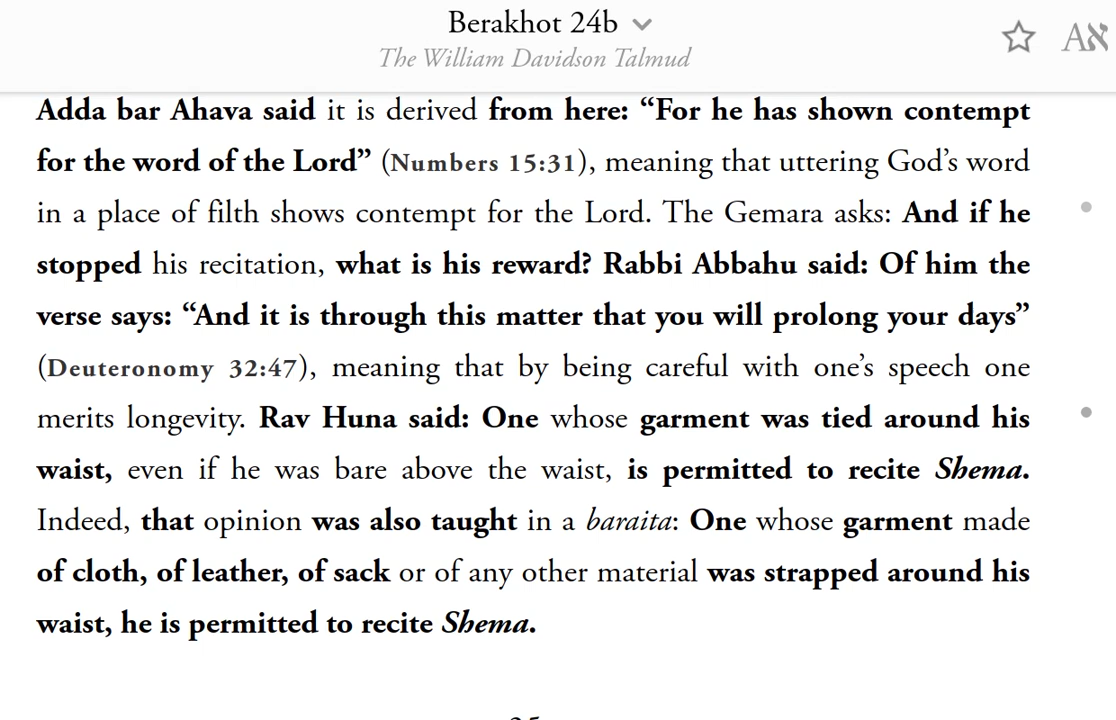 Berakhot 24b
The William Davidson Talmud
Aא
Adda bar Ahava said it is derived from here: “For he has shown contempt
for the word of the Lord” (Numbers 15:31), meaning that uttering God’s word
in a place of filth shows contempt for the Lord. The Gemara asks: And if he
stopped his recitation, what is his reward? Rabbi Abbahu said: Of him the
verse says: “And it is through this matter that you will prolong your days”
(Deuteronomy 32:47), meaning that by being careful with one’s speech one
merits longevity. Rav Huna said: One whose garment was tied around his
waist, even if he was bare above the waist, is permitted to recite Shema.
Indeed, that opinion was also taught in a baraita: One whose garment made
of cloth, of leather, of sack or of any other material was strapped around his
waist, he is permitted to recite Shema.